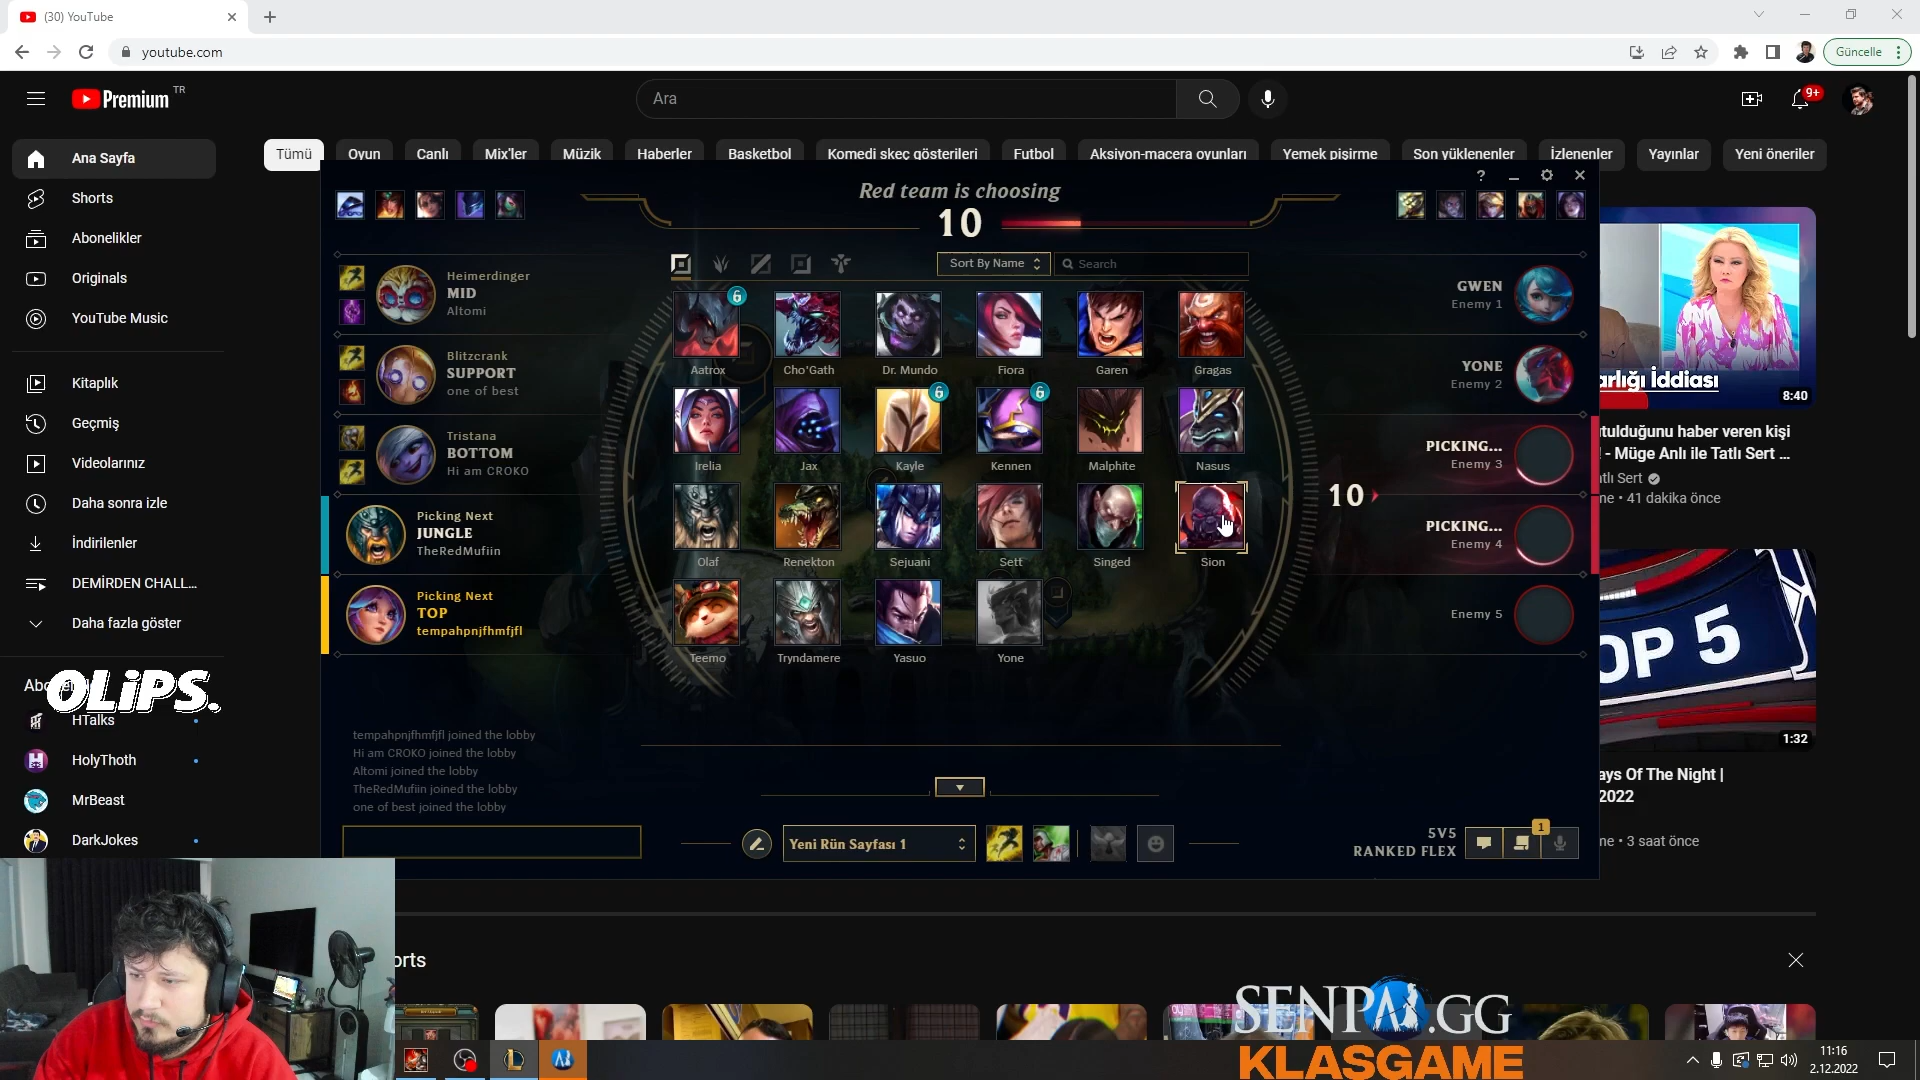 (30) YouTube
youtube.com
Güncelle
Premium TR
Ara
9+
Ana Sayfa
Shorts
Abonelikler
Originals
YouTube Music
Kitaplık
Geçmiş
Videolarınız
Daha sonra izle
İndirilenler
DEMİRDEN CHALL...
Daha fazla göster
OLiPS.
HTalks
HolyThoth
MrBeast
DarkJokes
Tümü
Oyun
Canlı
Mix'ler
Müzik
Haberler
Basketbol
Komedi skeç gösterileri
Futbol
Aksiyon-macera oyunları
Yemek pişirme
Son yüklenenler
İzlenenler
Yayınlar
Yeni öneriler
Red team is choosing
10
?
Sort By Name
Search
Heimerdinger
MID
Altomi
Blitzcrank
SUPPORT
one of best
Tristana
BOTTOM
Hi am CROKO
Picking Next
JUNGLE
TheRedMufiin
Picking Next
TOP
tempahpnjfhmfjfl
Aatrox
Cho'Gath
Dr. Mundo
Fiora
Garen
Gragas
Irelia
Jax
Kayle
Kennen
Malphite
Nasus
Olaf
Renekton
Sejuani
Sett
Singed
Sion
Teemo
Tryndamere
Yasuo
Yone
GWEN
Enemy 1
YONE
Enemy 2
PICKING...
Enemy 3
10
PICKING...
Enemy 4
Enemy 5
tempahpnjfhmfjfl joined the lobby
Hi am CROKO joined the lobby
Altomi joined the lobby
TheRedMufiin joined the lobby
one of best joined the lobby
Yeni Rün Sayfası 1
5V5
RANKED FLEX
1
arlığı İddiası
8:40
utulduğunu haber veren kişi
! - Müge Anlı ile Tatlı Sert ...
tlı Sert
me • 41 dakika önce
OP 5
1:32
ays Of The Night |
2022
me • 3 saat önce
orts
SENPAI.GG
KLASGAME
11:16
2.12.2022